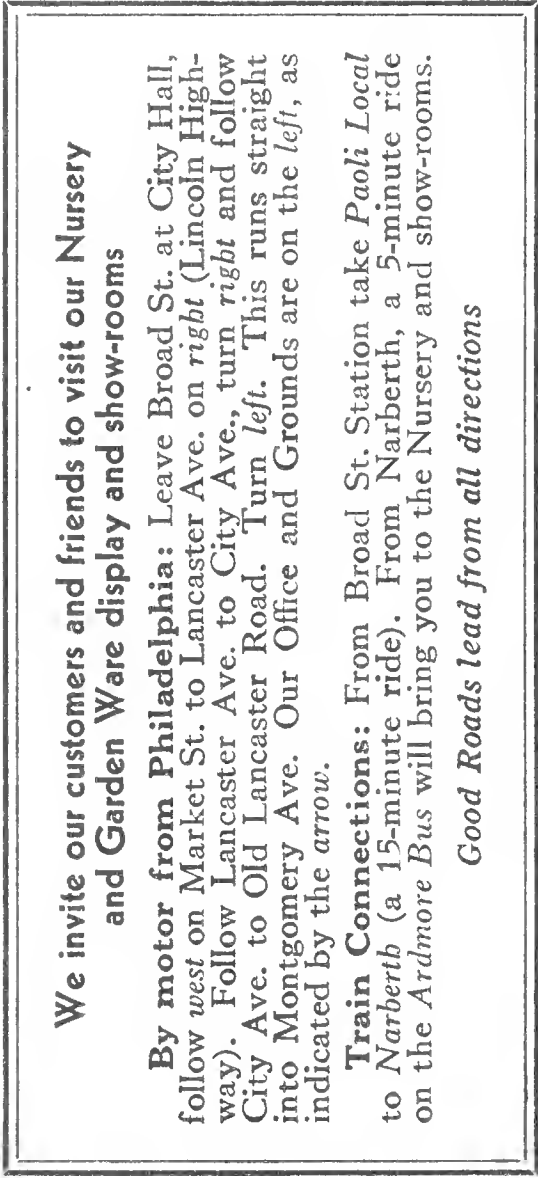 We invite our customers and friends to visit our Nursery
and Garden Ware display and show-rooms
By motor from Philadelphia: Leave Broad St. at City Hall,
follow west on Market St. to Lancaster Ave. on right (Lincoln High-
way). Follow Lancaster Ave. to City Ave., turn right and follow
City Ave. to Old Lancaster Road. Turn left. This runs straight
into Montgomery Ave. Our Office and Grounds are on the left, as
indicated by the arrow.
Train Connections: From Broad St. Station take Paoli Local
to Narberth (a 15-minute ride). From Narberth, a 5-minute ride
on the Ardmore Bus will bring you to the Nursery and show-rooms.
Good Roads lead from all directions